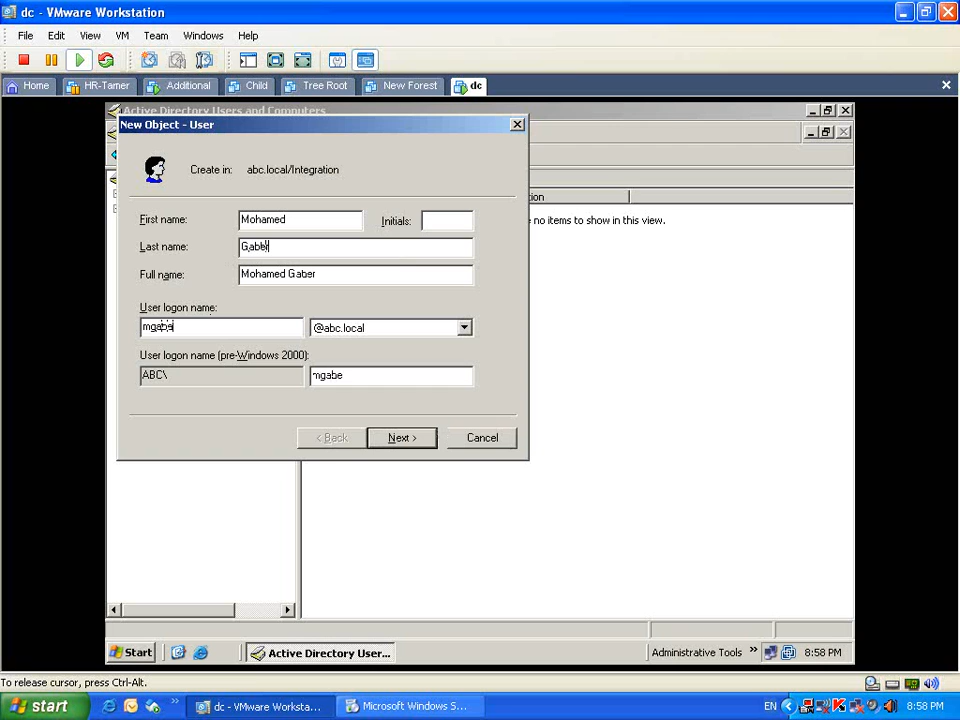 dc - VMware Workstation
File Edit View VM Team Windows Help
Home HR-Tamer Additional Child Tree Root New Forest dc
Active Directory Users and Computers
New Object - User
Create in: abc.local/Integration
First name: Mohamed Initials:
Last name: Gaber
Full name: Mohamed Gaber
User logon name:
mgabe @abc.local
User logon name (pre-Windows 2000):
ABC\ mgabe
< Back Next > Cancel
no items to show in this view.
Start Active Directory User... Administrative Tools » 8:58 PM
To release cursor, press Ctrl-Alt.
start » dc - VMware Worksta... Microsoft Windows S... EN 8:58 PM